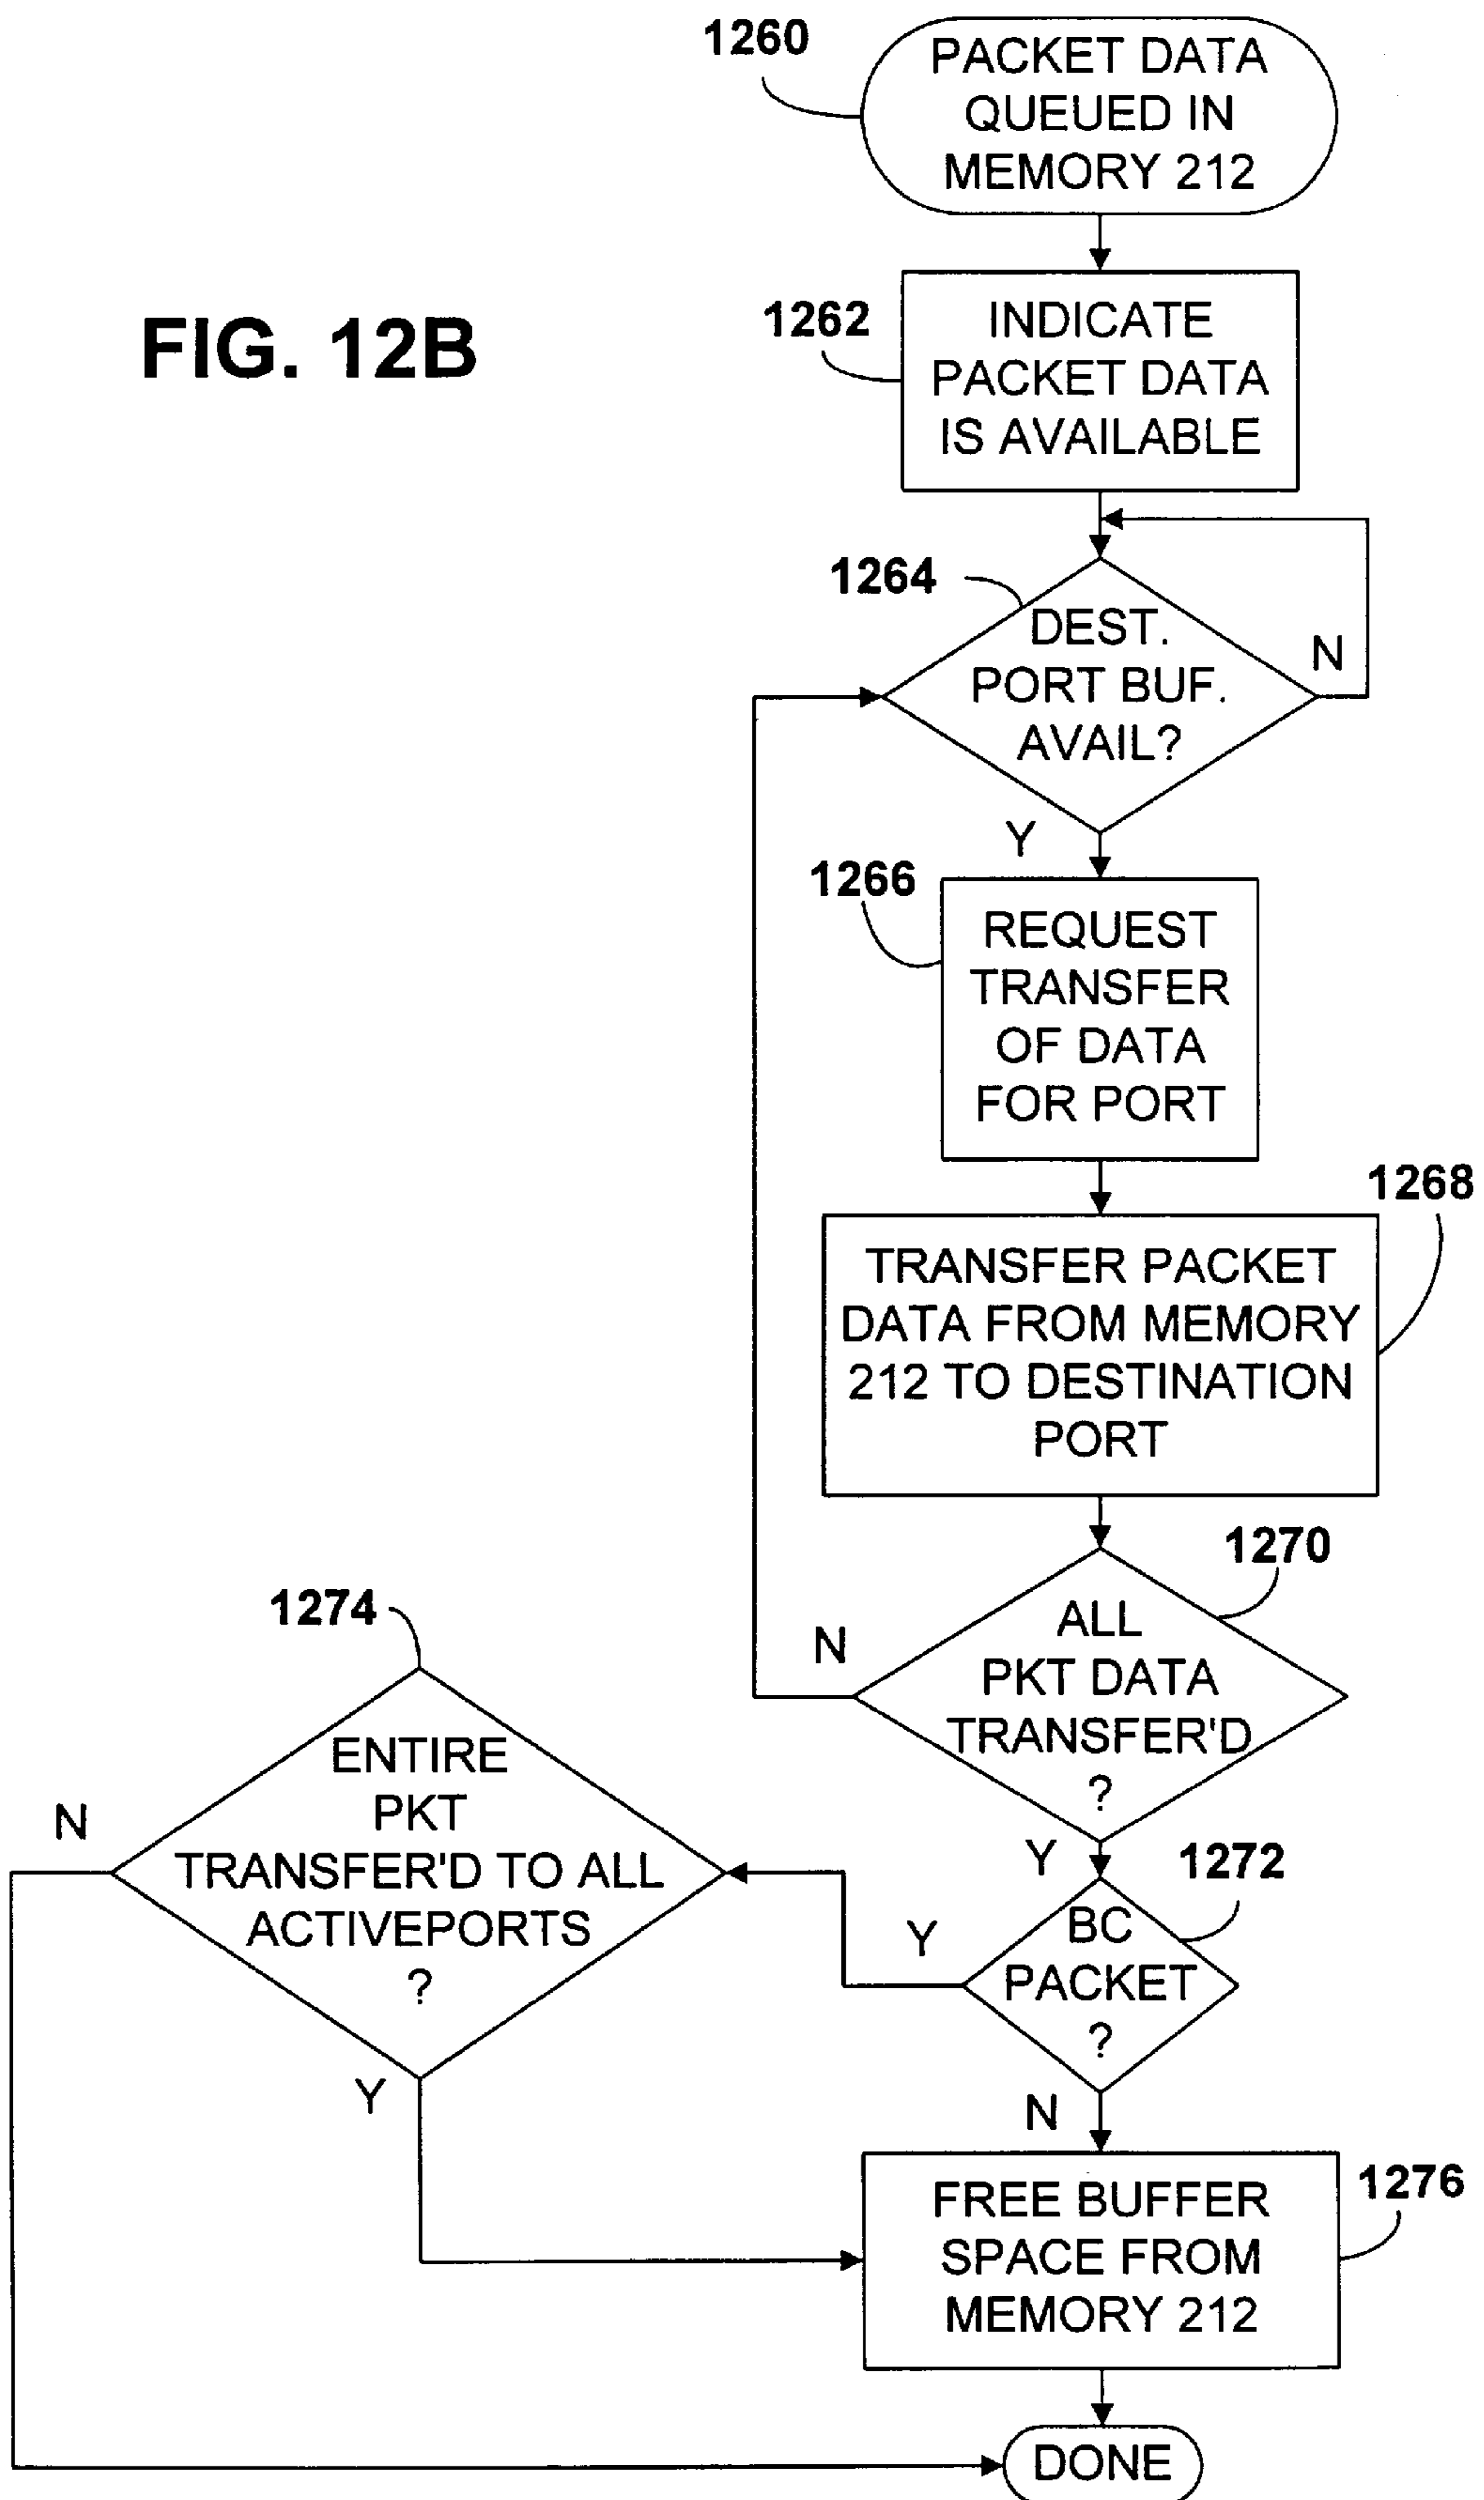 1260
PACKET DATA
QUEUED IN
MEMORY 212
FIG. 12B
1262
INDICATE
PACKET DATA
IS AVAILABLE
1264
DEST.
PORT BUF.
AVAIL?
N
Y
1266
REQUEST
TRANSFER
OF DATA
FOR PORT
1268
TRANSFER PACKET
DATA FROM MEMORY
212 TO DESTINATION
PORT
1270
ALL
PKT DATA
TRANSFER'D
?
N
Y
1272
BC
PACKET
?
Y
N
1274
ENTIRE
PKT
TRANSFER'D TO ALL
ACTIVEPORTS
?
N
Y
1276
FREE BUFFER
SPACE FROM
MEMORY 212
DONE